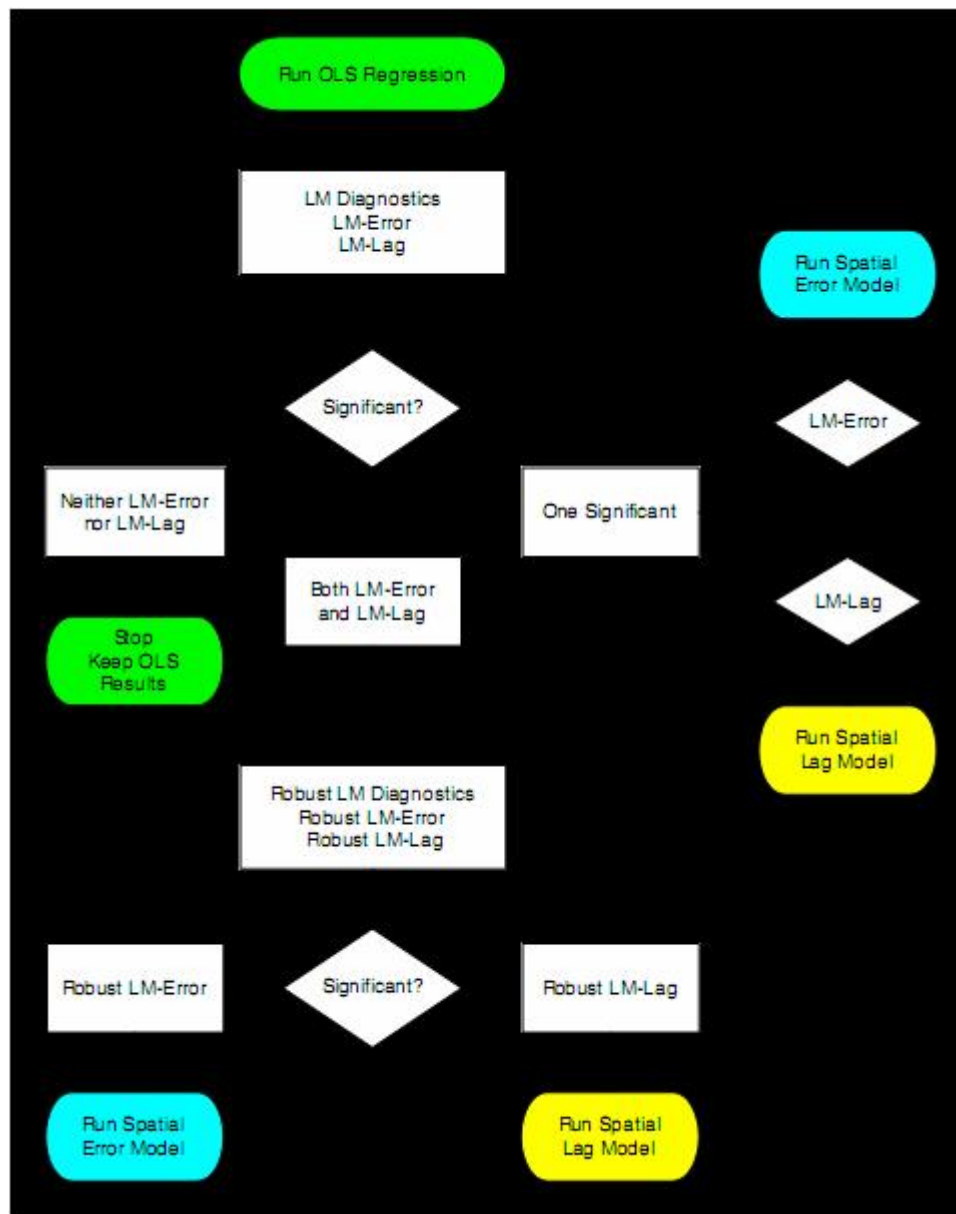 Run OLS Regression
LM Diagnostics
LM-Error
LM-Lag
Run Spatial
Error Model
Significant?
LM-Error
Neither LM-Error
nor LM-Lag
One Significant
Both LM-Error
and LM-Lag
LM-Lag
Stop
Keep OLS
Results
Run Spatial
Lag Model
Robust LM Diagnostics
Robust LM-Error
Robust LM-Lag
Robust LM-Error
Significant?
Robust LM-Lag
Run Spatial
Error Model
Run Spatial
Lag Model